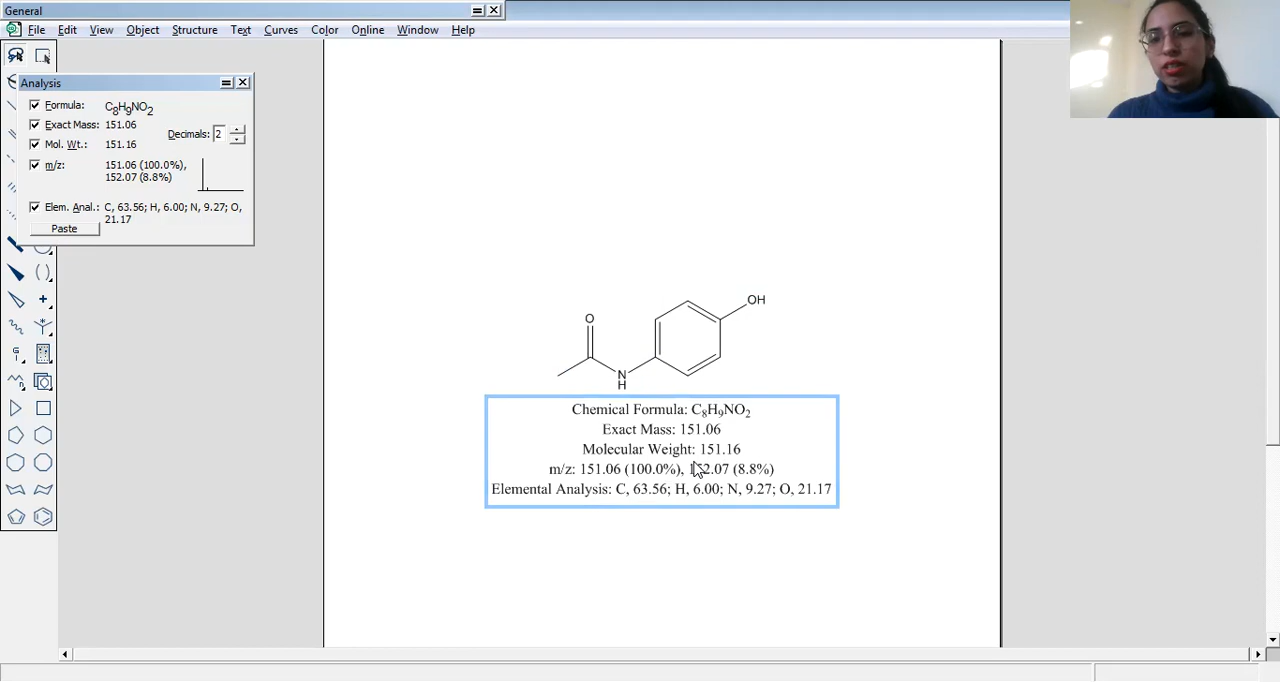 General
File Edit View Object Structure Text Curves Color Online Window Help
Analysis
Formula: C8H9NO2
Exact Mass: 151.06
Decimals: 2
Mol. Wt.: 151.16
m/z: 151.06 (100.0%),
152.07 (8.8%)
Elem. Anal.: C, 63.56; H, 6.00; N, 9.27; O,
21.17
Paste
OH
O
N
H
Chemical Formula: C8H9NO2
Exact Mass: 151.06
Molecular Weight: 151.16
m/z: 151.06 (100.0%), 152.07 (8.8%)
Elemental Analysis: C, 63.56; H, 6.00; N, 9.27; O, 21.17